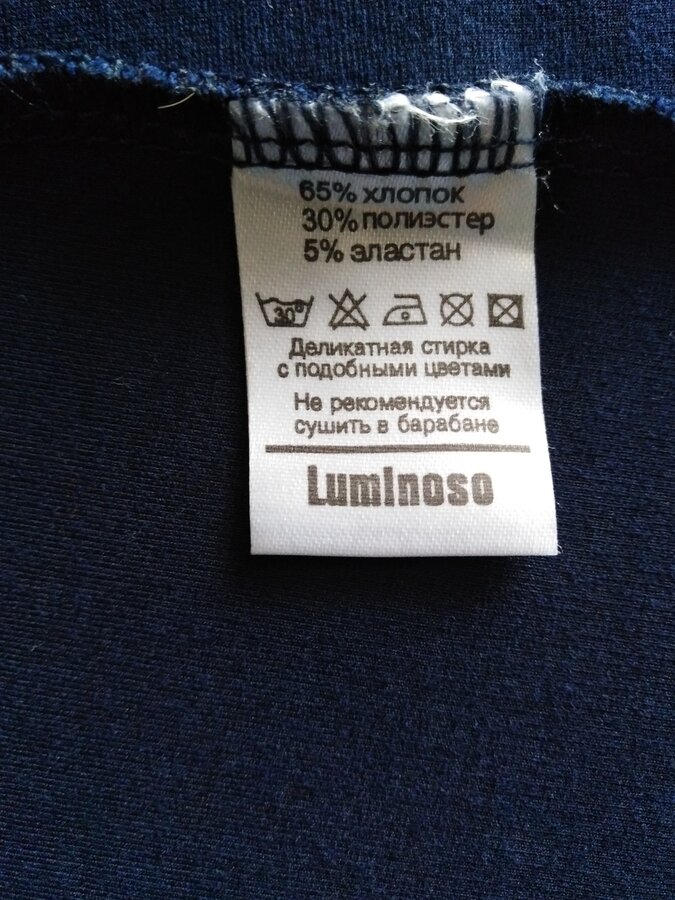 65% хлопок
30% полиэстер
5% эластан
30°
Деликатная стирка
с подобными цветами
Не рекомендуется
сушить в барабане
Luminoso